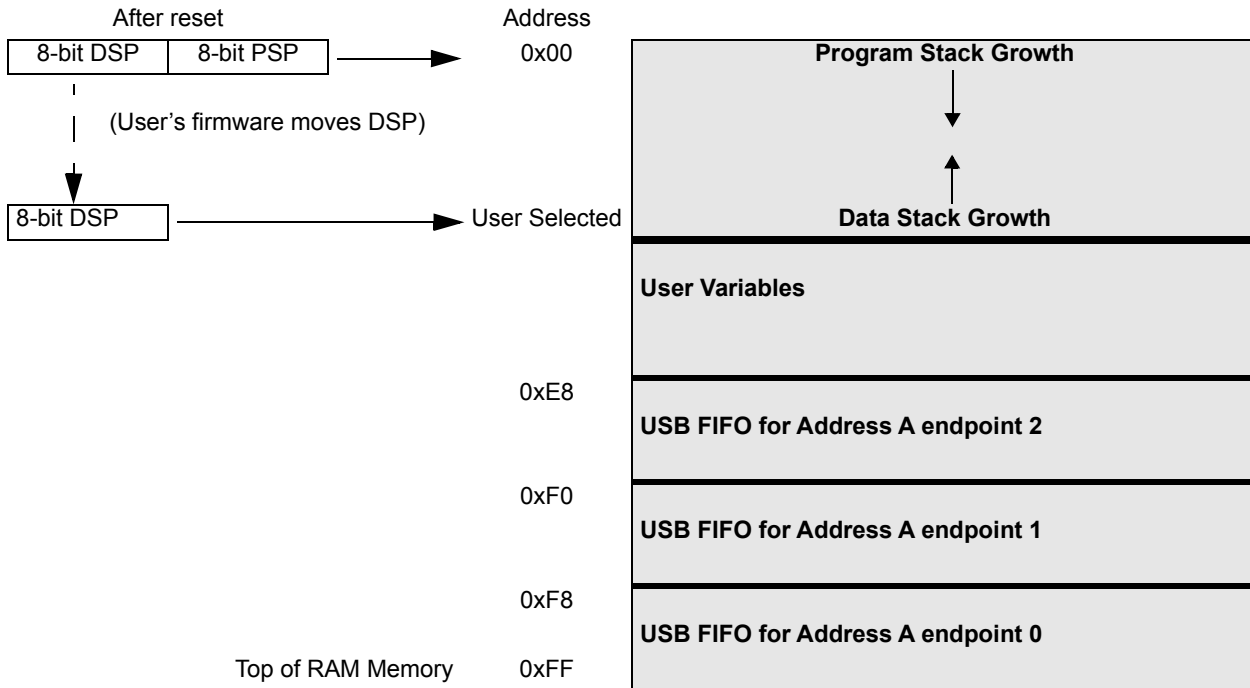 After reset
Address
8-bit DSP 8-bit PSP
0x00
Program Stack Growth
(User's firmware moves DSP)
8-bit DSP
User Selected
Data Stack Growth
User Variables
0xE8
USB FIFO for Address A endpoint 2
0xF0
USB FIFO for Address A endpoint 1
0xF8
USB FIFO for Address A endpoint 0
Top of RAM Memory
0xFF